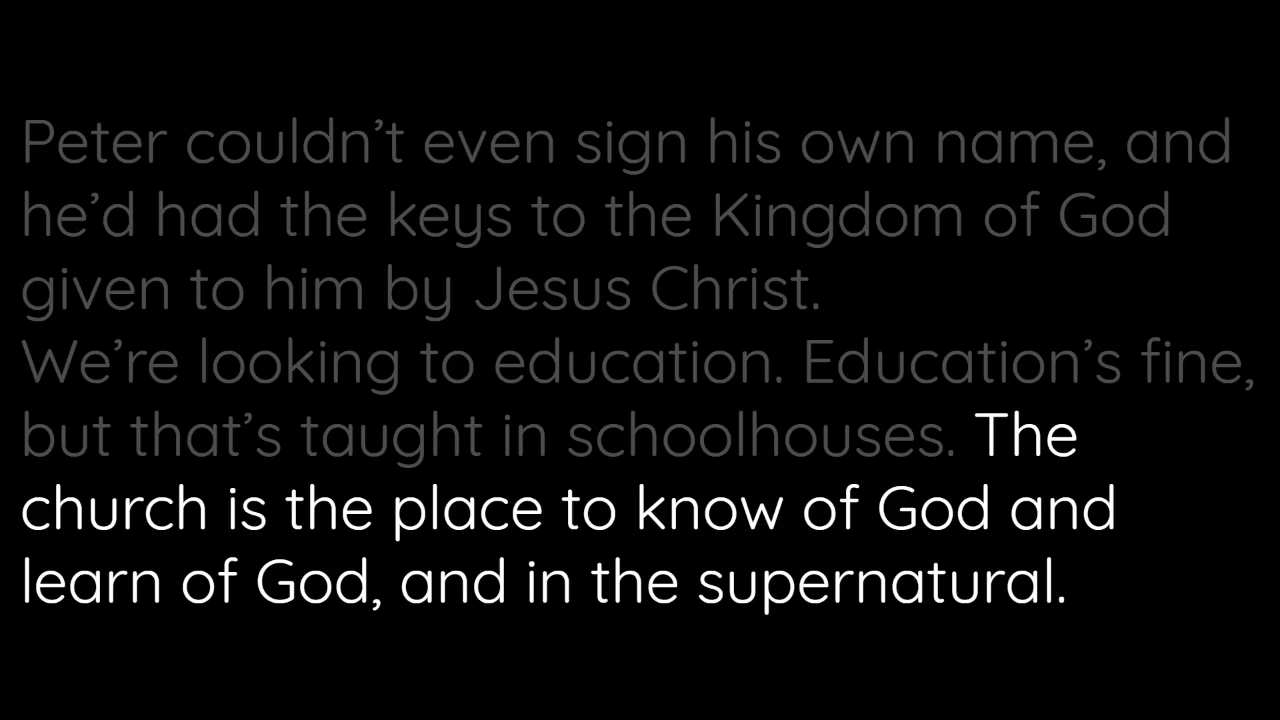 Peter couldn’t even sign his own name, and
he’d had the keys to the Kingdom of God
given to him by Jesus Christ.
We’re looking to education. Education’s fine,
but that’s taught in schoolhouses. The
church is the place to know of God and
learn of God, and in the supernatural.